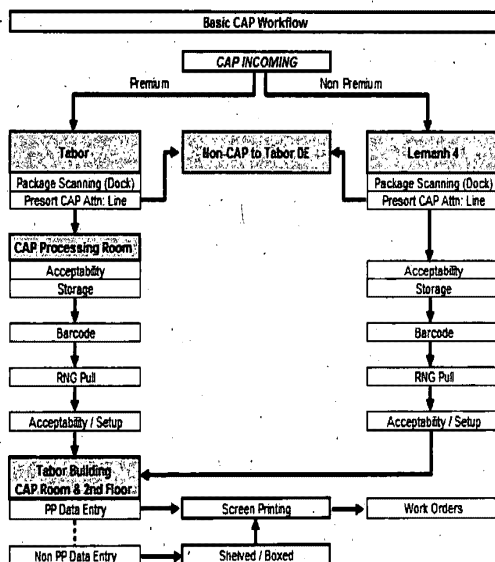 Basic CAP Workflow
CAP INCOMING
Premium
Non Premium
Tabor
Non-CAP to Tabor DE
Lemanh 4
Package Scanning (Dock)
Package Scanning (Dock)
Presort CAP Attn: Line
Presort CAP Attn: Line
CAP Processing Room
Acceptability
Acceptability
Storage
Storage
Barcode
Barcode
RNG Pull
RNG Pull
Acceptability / Setup
Acceptability / Setup
Tabor Building
CAP Room & 2nd Floor
PP Data Entry
Screen Printing
Work Orders
Non PP Data Entry
Shelved / Boxed